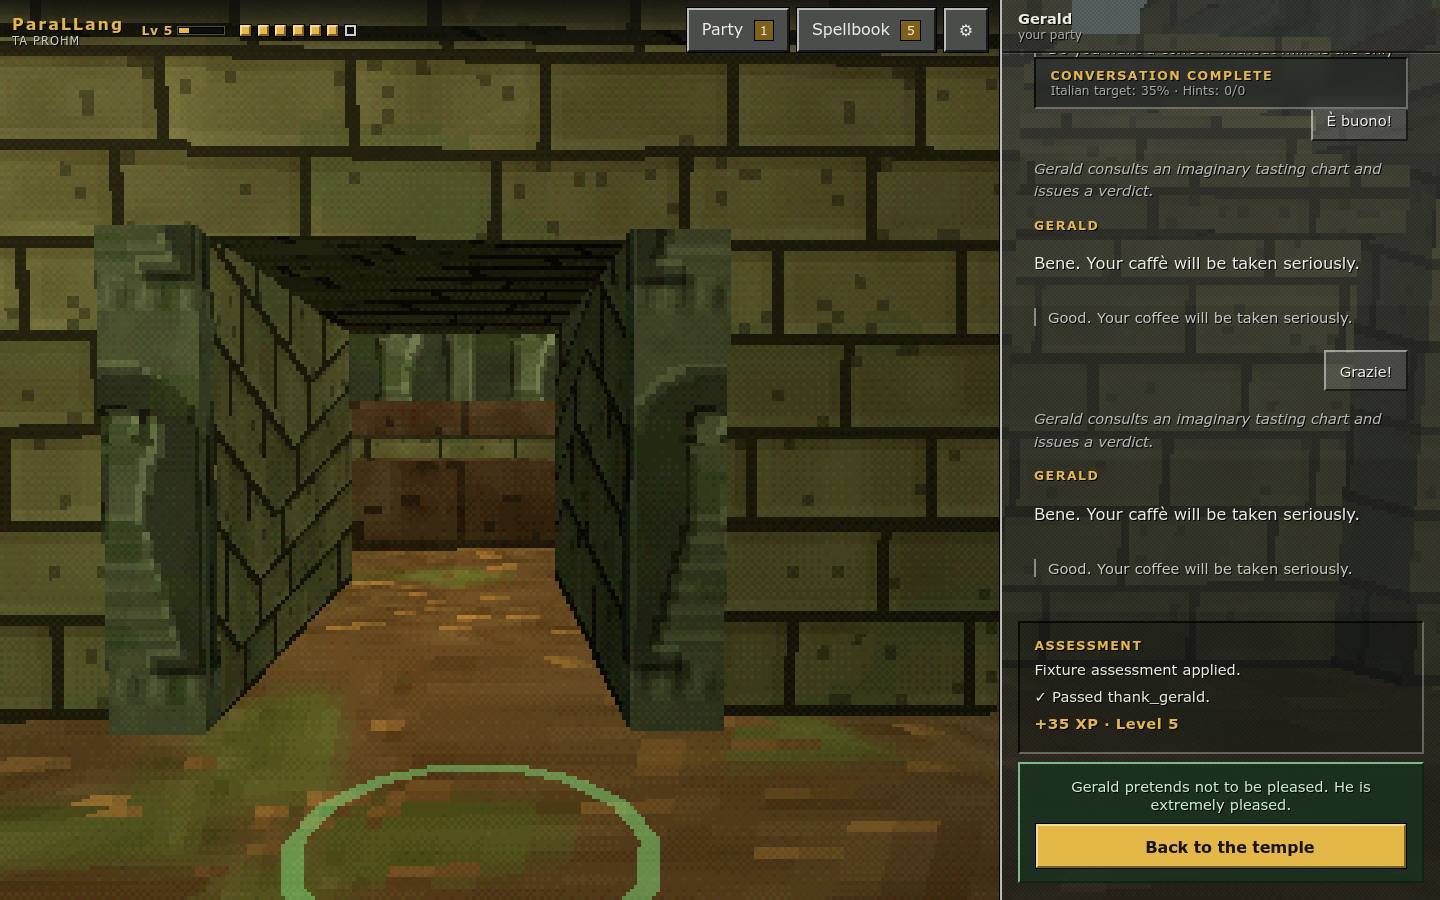 ParaLLang
TA PROHM
Lv 5
Party 1
Spellbook 5
Gerald
your party
CONVERSATION COMPLETE
Italian target: 35% · Hints: 0/0
È buono!
Gerald consults an imaginary tasting chart and
issues a verdict.
GERALD
Bene. Your caffè will be taken seriously.
Good. Your coffee will be taken seriously.
Grazie!
Gerald consults an imaginary tasting chart and
issues a verdict.
GERALD
Bene. Your caffè will be taken seriously.
Good. Your coffee will be taken seriously.
ASSESSMENT
Fixture assessment applied.
✓ Passed thank_gerald.
+35 XP · Level 5
Gerald pretends not to be pleased. He is
extremely pleased.
Back to the temple